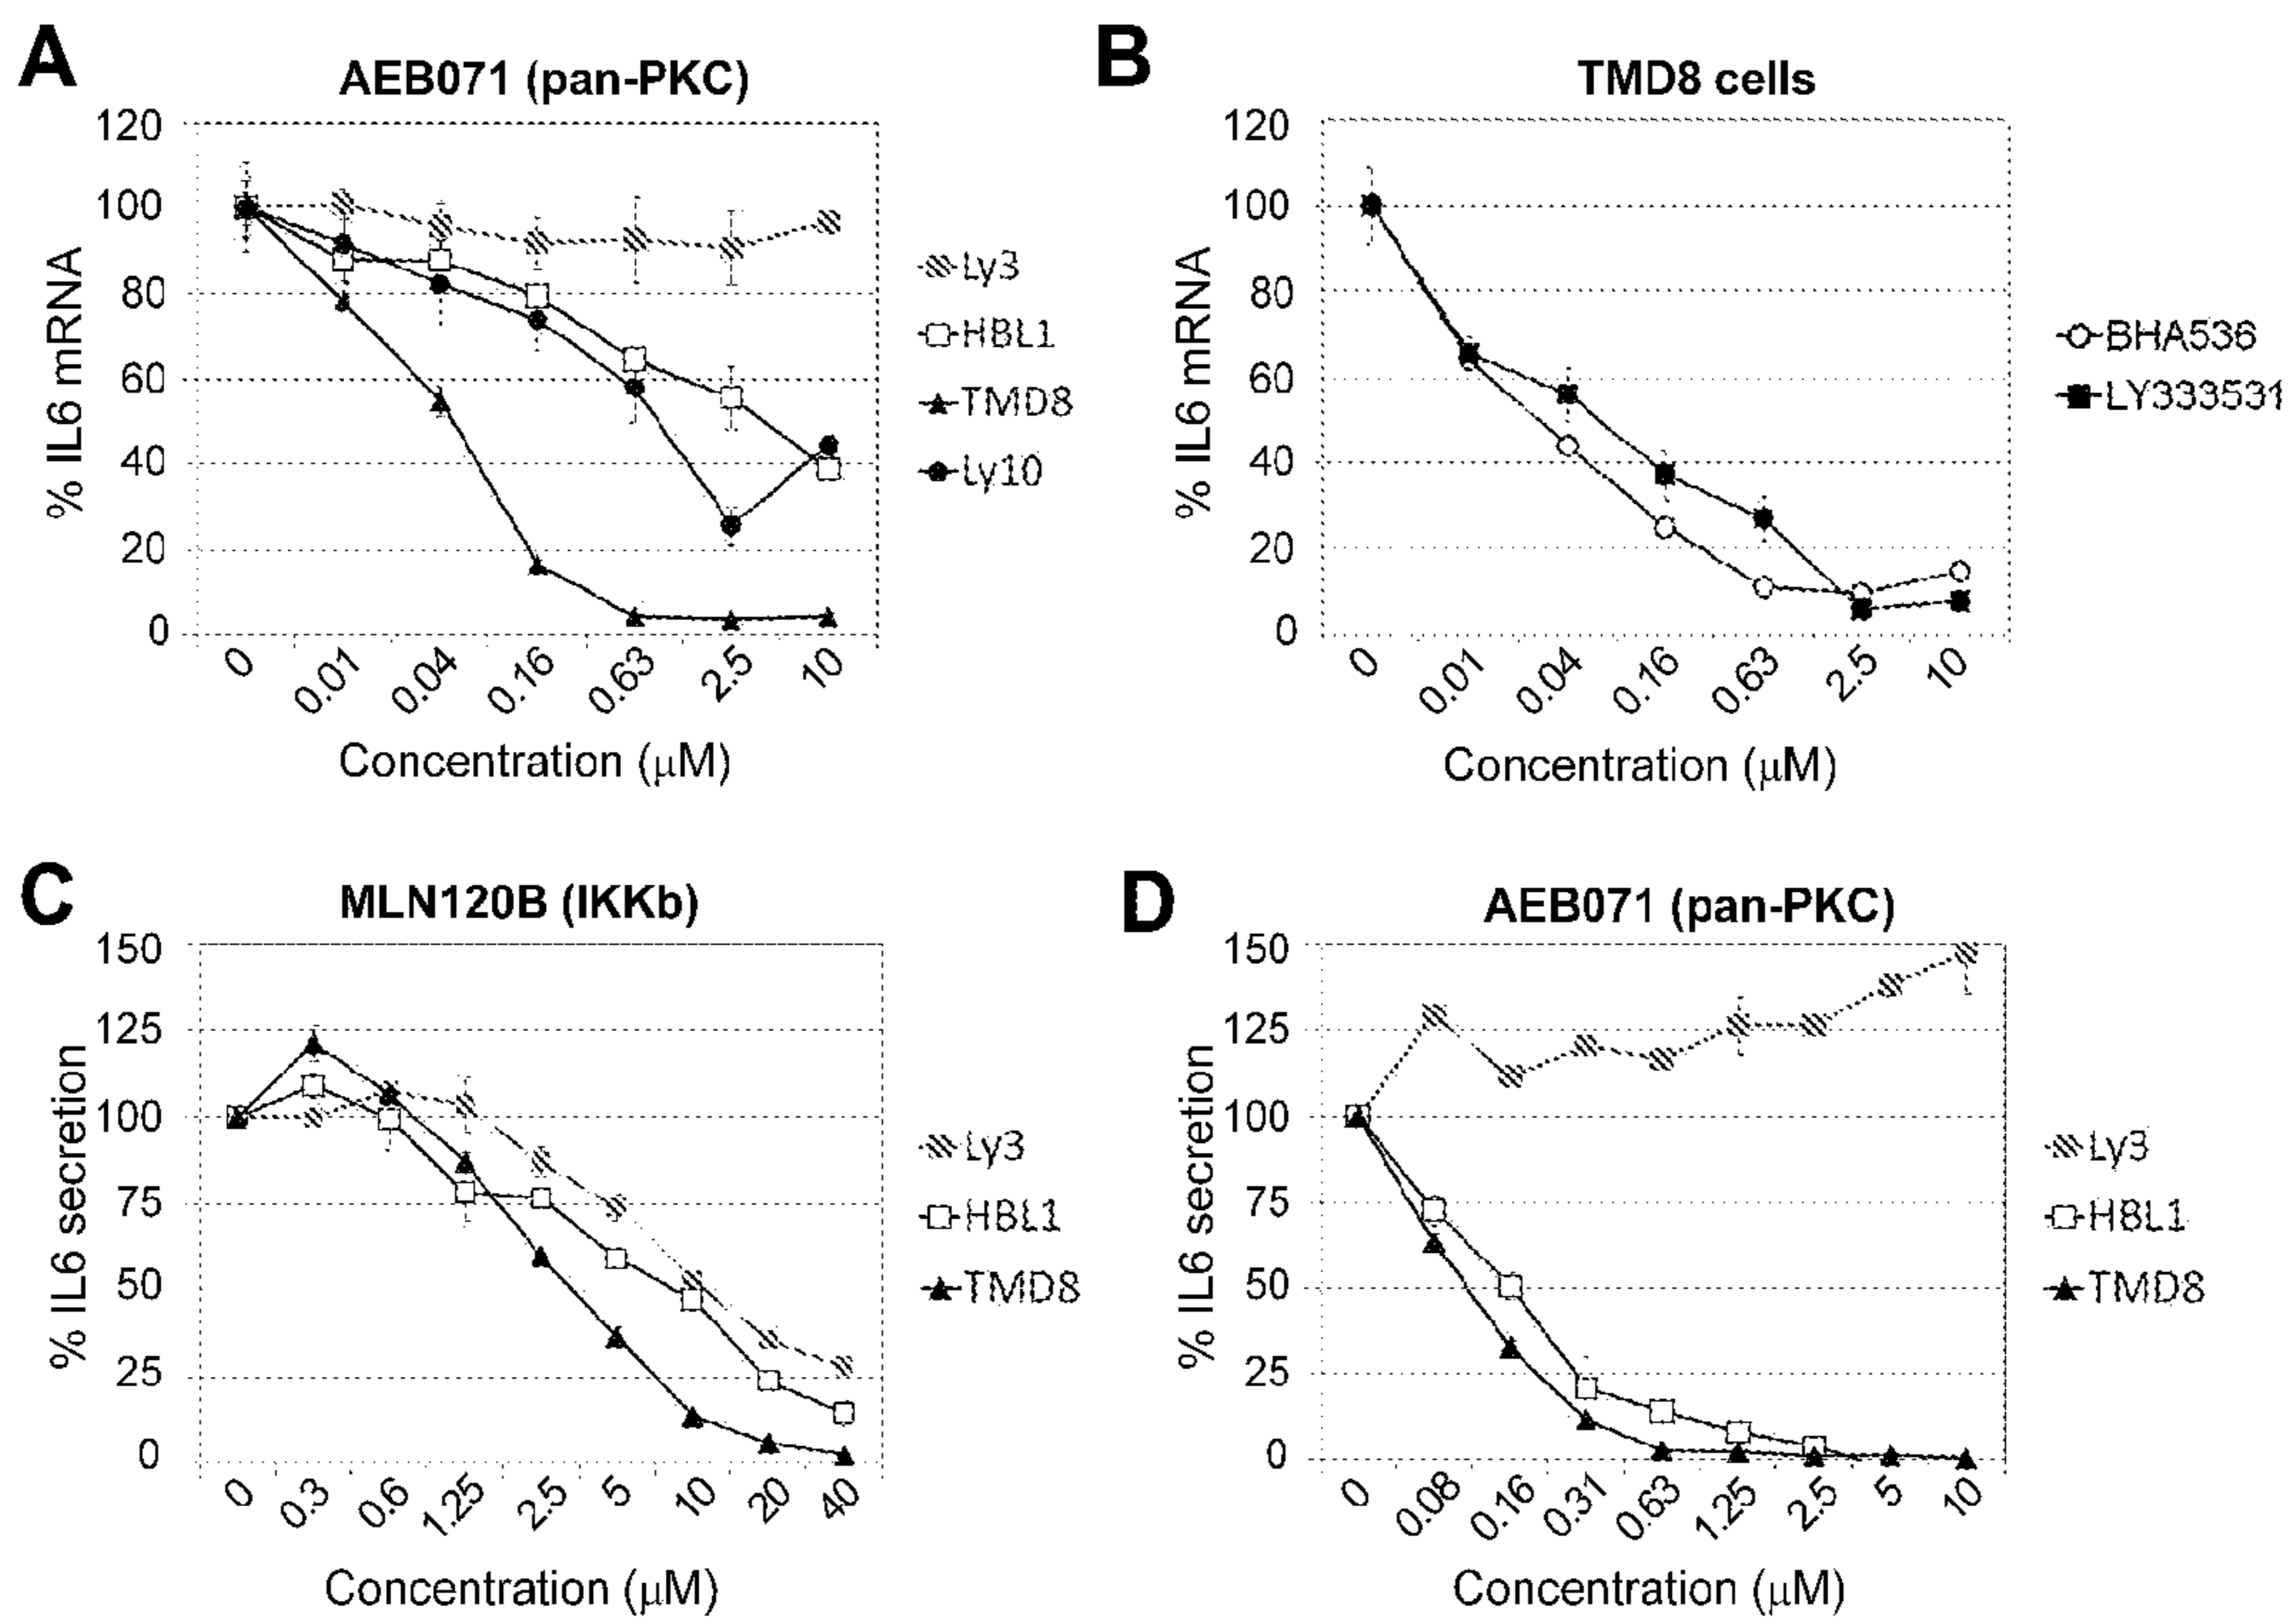 A
AEB071 (pan-PKC)
% IL6 mRNA
120
100
80
60
40
20
0
0
0.01
0.04
0.16
0.63
2.5
10
Concentration (µM)
Ly3
HBL1
TMD8
Ly10
B
TMD8 cells
% IL6 mRNA
120
100
80
60
40
20
0
0
0.01
0.04
0.16
0.63
2.5
10
Concentration (µM)
BHA536
LY333531
C
MLN120B (IKKb)
% IL6 secretion
150
125
100
75
50
25
0
0
0.3
0.6
1.25
2.5
5
10
20
40
Concentration (µM)
Ly3
HBL1
TMD8
D
AEB071 (pan-PKC)
% IL6 secretion
150
125
100
75
50
25
0
0
0.08
0.16
0.31
0.63
1.25
2.5
5
10
Concentration (µM)
Ly3
HBL1
TMD8